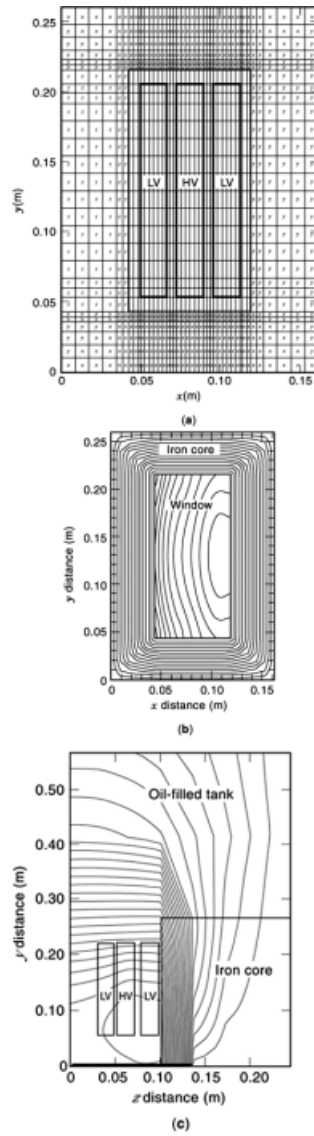 0.20
0.15
0.10
0.05
0
y(m)
LV HV LV
0 0.05 0.10 0.15
x(m)
(a)
0.25
0.20
0.15
0.10
0.05
0
y distance (m)
Iron core
Window
0 0.05 0.10 0.15
x distance (m)
(b)
0.50
0.40
0.30
0.20
0.10
0
y distance (m)
Oil-filled tank
Iron core
LV HV LV
0 0.05 0.10 0.15 0.20
z distance (m)
(c)